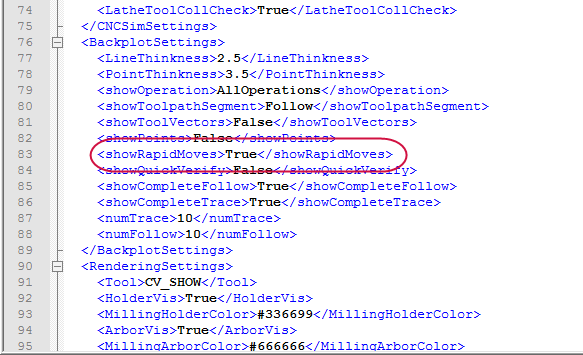 74 <LatheToolCollCheck>True</LatheToolCollCheck>
75 </CNCSimSettings>
76 <BackplotSettings>
77 <LineThinkness>2.5</LineThinkness>
78 <PointThinkness>3.5</PointThinkness>
79 <showOperation>AllOperations</showOperation>
80 <showToolpathSegment>Follow</showToolpathSegment>
81 <showToolVectors>False</showToolVectors>
82 <showPoints>False</showPoints>
83 <showRapidMoves>True</showRapidMoves>
84 <showQuickVerify>False</showQuickVerify>
85 <showCompleteFollow>True</showCompleteFollow>
86 <showCompleteTrace>True</showCompleteTrace>
87 <numTrace>10</numTrace>
88 <numFollow>10</numFollow>
89 </BackplotSettings>
90 <RenderingSettings>
91 <Tool>CV_SHOW</Tool>
92 <HolderVis>True</HolderVis>
93 <MillingHolderColor>#336699</MillingHolderColor>
94 <ArborVis>True</ArborVis>
95 <MillingArborColor>#666666</MillingArborColor>